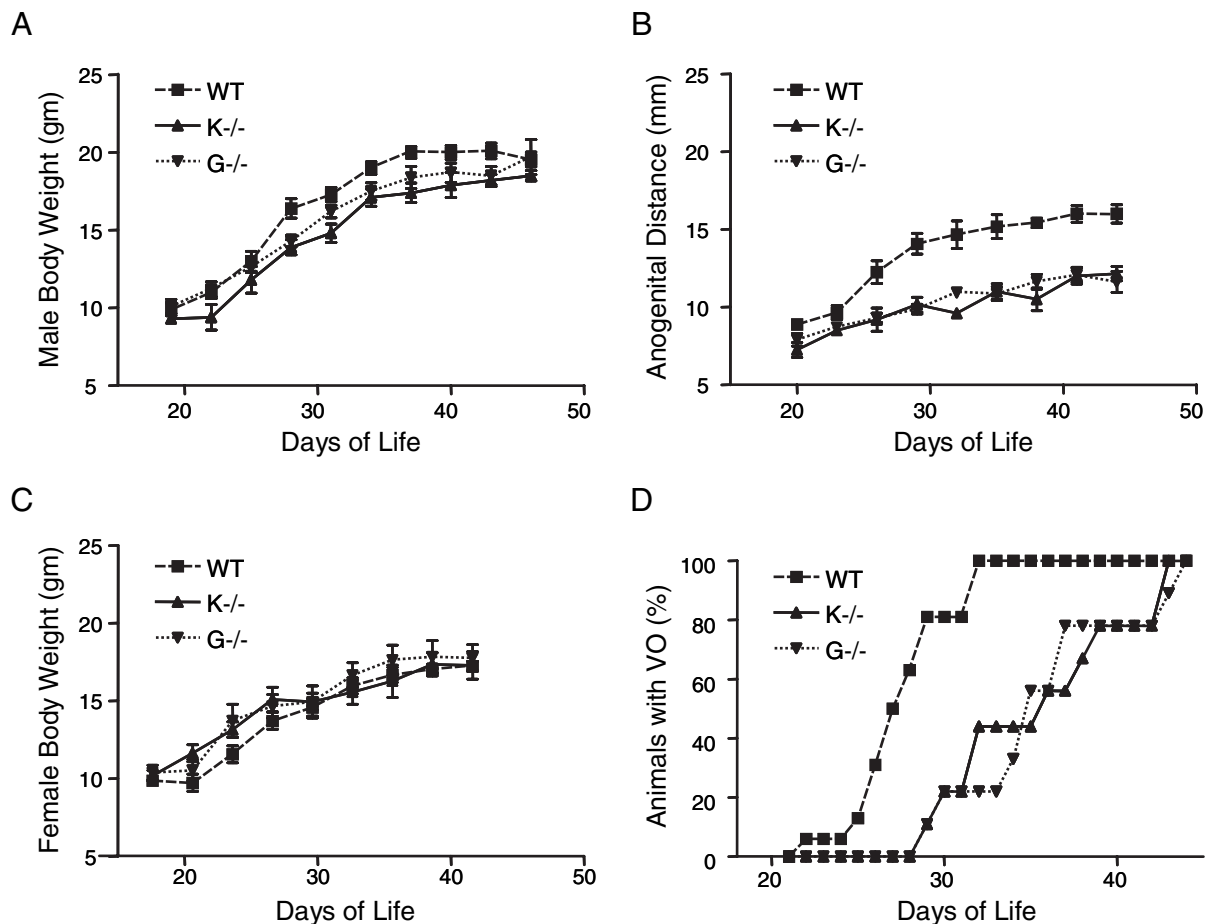 A
Male Body Weight (gm)
25
20
15
10
5
WT
K-/-
G-/-
20 30 40 50
Days of Life
B
Anogenital Distance (mm)
25
20
15
10
5
WT
K-/-
G-/-
20 30 40 50
Days of Life
C
Female Body Weight (gm)
25
20
15
10
5
WT
K-/-
G-/-
20 30 40 50
Days of Life
D
Animals with VO (%)
100
80
60
40
20
0
WT
K-/-
G-/-
20 30 40
Days of Life